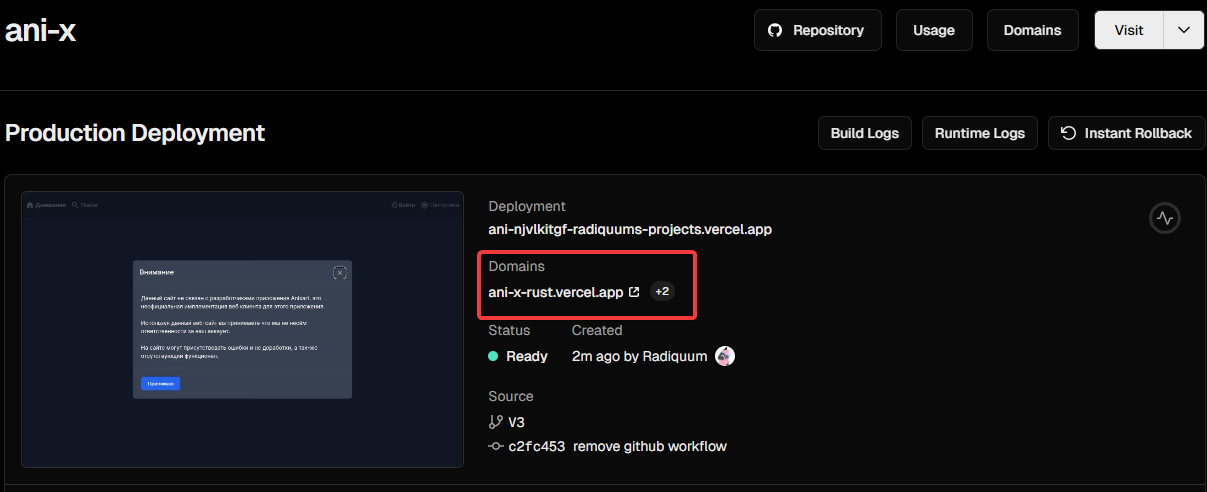 ani-x
Repository
Usage
Domains
Visit
Production Deployment
Build Logs
Runtime Logs
Instant Rollback
Домашняя
Поиск
Войти
Настройки
Внимание
Данный сайт не связан с разработчиками приложения Anixart, это
неофициальная имплементация веб клиента для этого приложения.
Используя данный веб-сайт вы принимаете что мы не несём
ответственности за ваш аккаунт.
На сайте могут присутствовать ошибки и не доработки, а так-же
отсутствующий функционал.
Принимаю
Deployment
ani-njvlkitgf-radiquums-projects.vercel.app
Domains
ani-x-rust.vercel.app +2
Status
Created
Ready
2m ago by Radiquum
Source
V3
c2fc453 remove github workflow